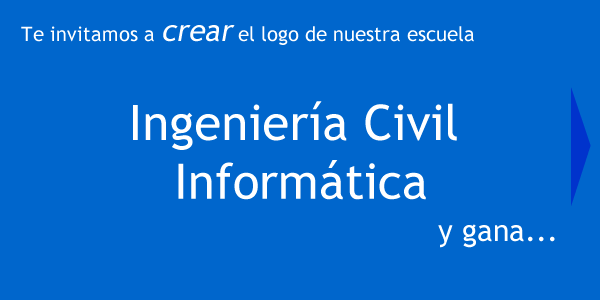 Te invitamos a crear el logo de nuestra escuela
Ingeniería Civil
Informática
y gana...